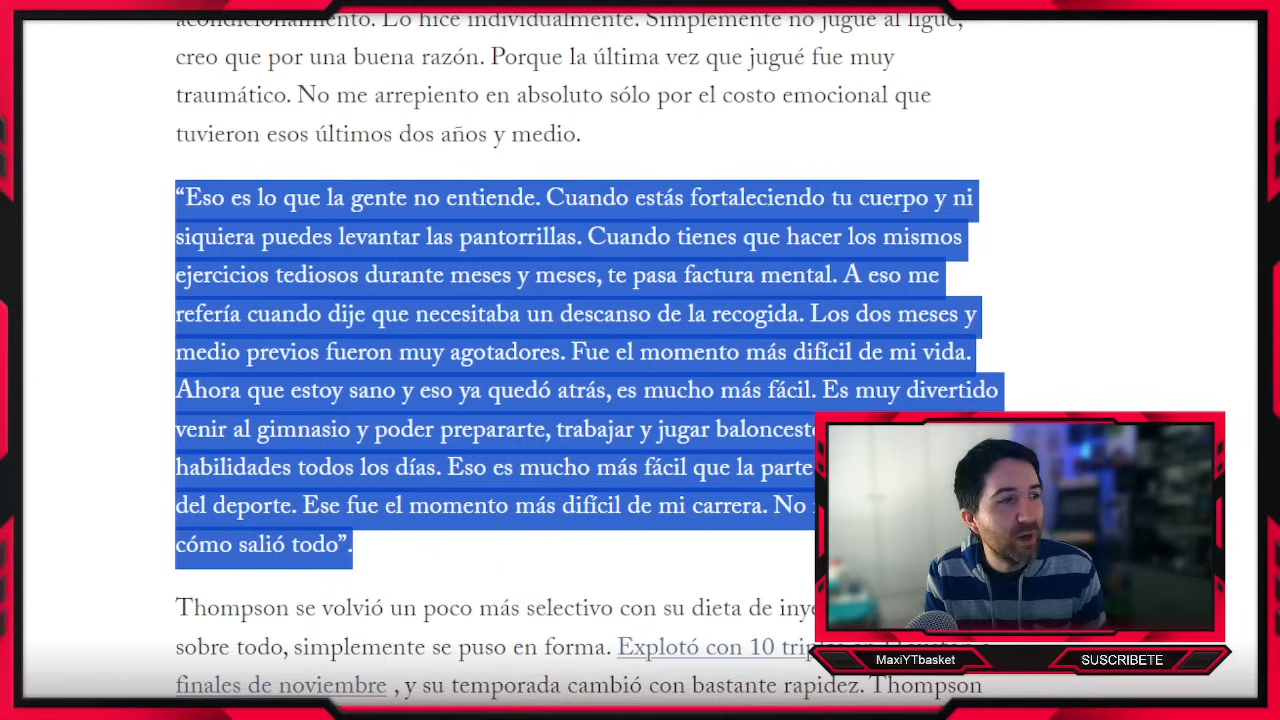 acondicionamiento. Lo hice individualmente. Simplemente no jugué al ligue,
creo que por una buena razón. Porque la última vez que jugué fue muy
traumático. No me arrepiento en absoluto sólo por el costo emocional que
tuvieron esos últimos dos años y medio.
“Eso es lo que la gente no entiende. Cuando estás fortaleciendo tu cuerpo y ni
siquiera puedes levantar las pantorrillas. Cuando tienes que hacer los mismos
ejercicios tediosos durante meses y meses, te pasa factura mental. A eso me
refería cuando dije que necesitaba un descanso de la recogida. Los dos meses y
medio previos fueron muy agotadores. Fue el momento más difícil de mi vida.
Ahora que estoy sano y eso ya quedó atrás, es mucho más fácil. Es muy divertido
venir al gimnasio y poder prepararte, trabajar y jugar
habilidades todos los días. Eso es mucho más fácil que la parte
del deporte. Ese fue el momento más difícil de mi carrera. No
cómo salió todo”.
Thompson se volvió un poco más selectivo con su dieta de
sobre todo, simplemente se puso en forma. Explotó con 10
finales de noviembre , y su temporada cambió con bastante rapidez. Thompson
MaxiYTbasket
SUSCRIBETE